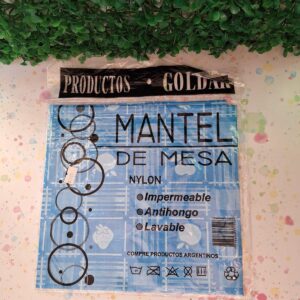 PRODUCTOS • GOLDAR
MANTEL
DE MESA
NYLON
Impermeable
Antihongo
Lavable
COMPRE PRODUCTOS ARGENTINOS